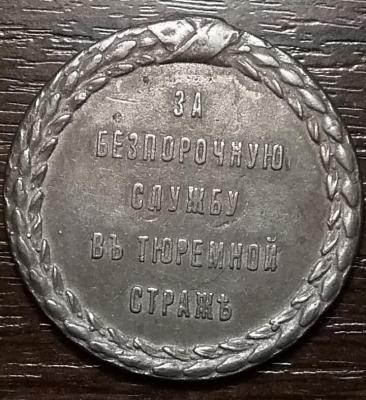 ЗА
БЕЗПОРОЧНУЮ
СЛУЖБУ
ВЪ ТЮРЕМНОЙ
СТРАЖѢ